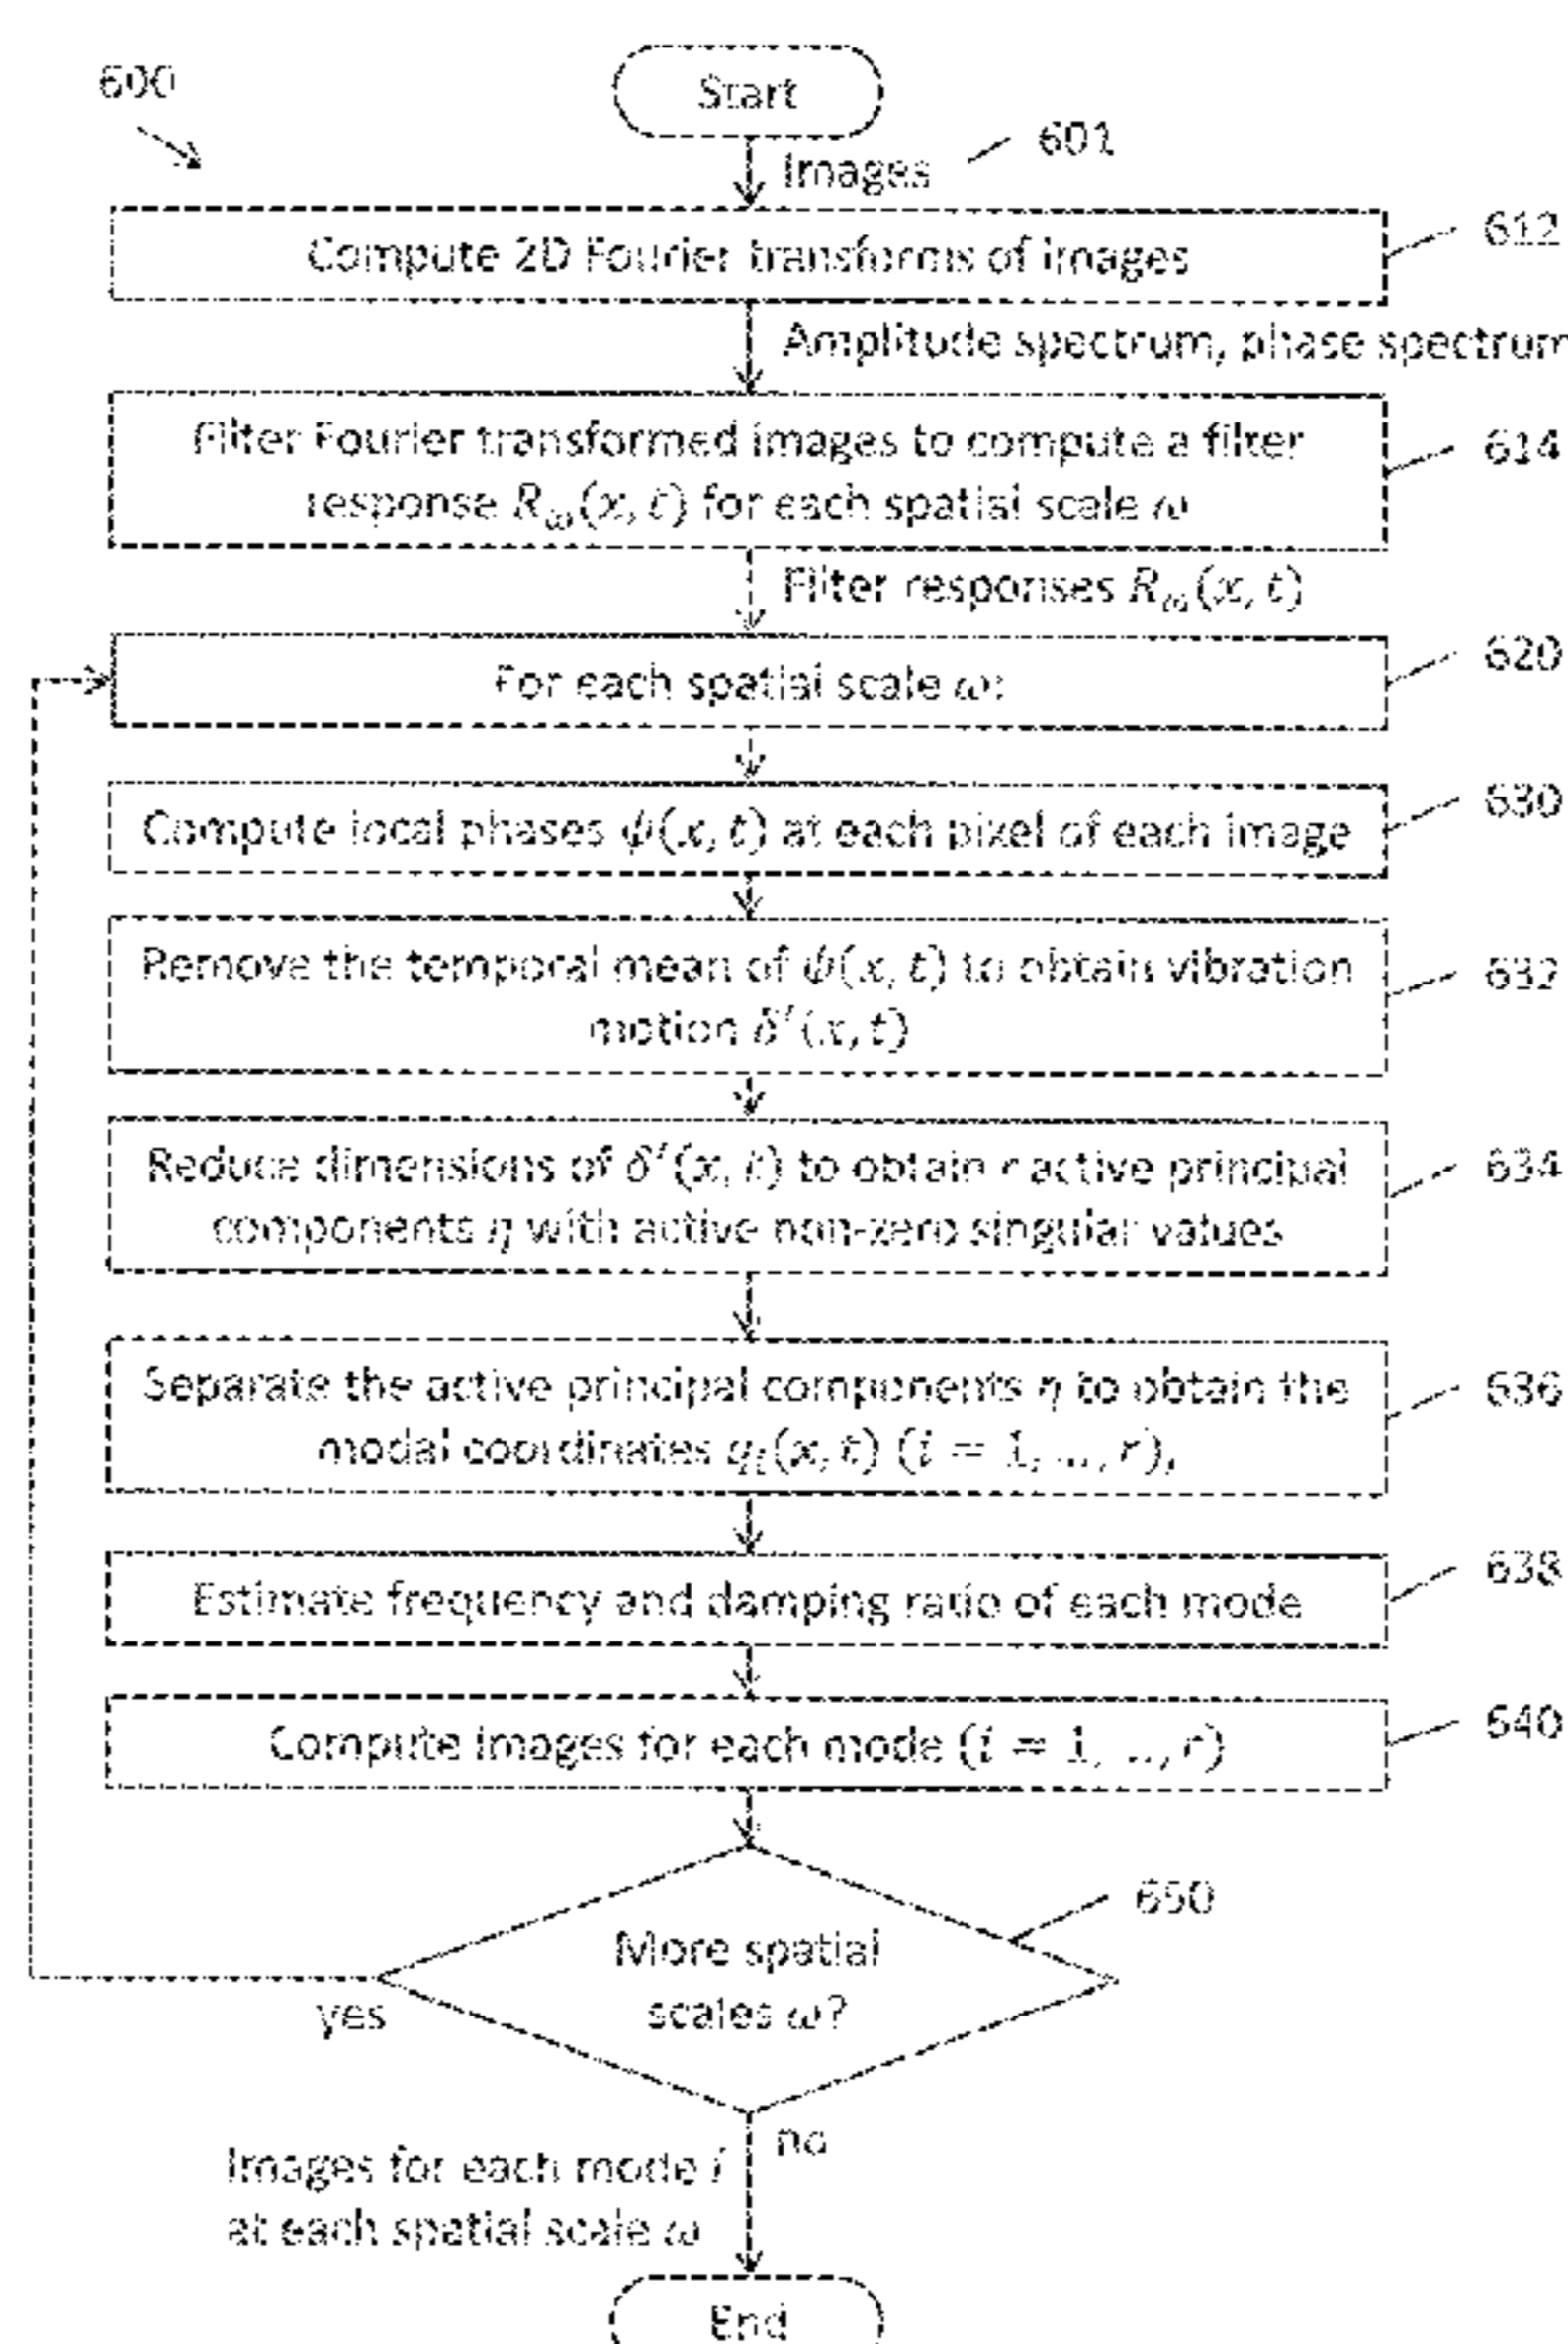 600
Start
Images
601
Compute 2D Fourier transforms of images
612
Amplitude spectrum, phase spectrum
Filter Fourier transformed images to compute a filter
response R_ω(x, t) for each spatial scale ω
614
Filter responses R_ω(x, t)
For each spatial scale ω:
620
Compute local phases ψ(x, t) at each pixel of each image
630
Remove the temporal mean of ψ(x, t) to obtain vibration
motion δ′(x, t)
632
Reduce dimensions of δ′(x, t) to obtain r active principal
components η with active non-zero singular values
634
Separate the active principal components η to obtain the
modal coordinates q_i(x, t) (i = 1, .., r),
636
Estimate frequency and damping ratio of each mode
638
Compute images for each mode (i = 1, .., r)
640
More spatial
scales ω?
650
yes
no
Images for each mode i
at each spatial scale ω
End